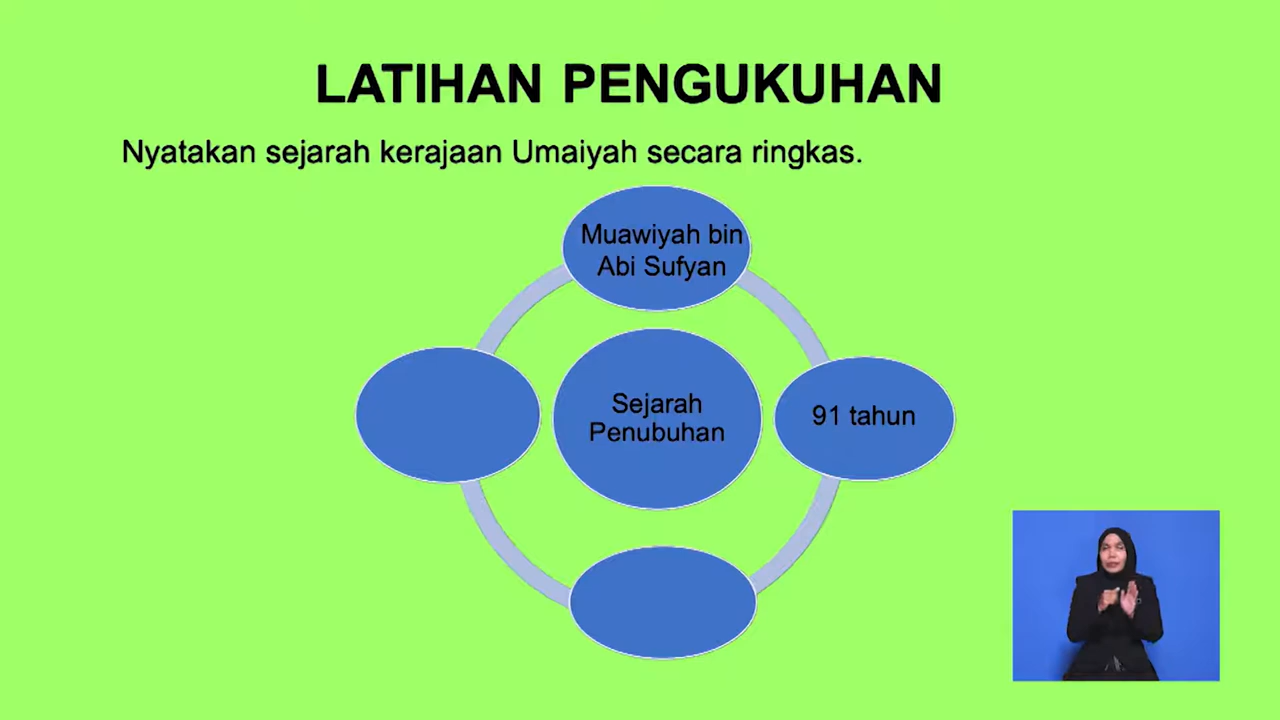 LATIHAN PENGUKUHAN
Nyatakan sejarah kerajaan Umaiyah secara ringkas.
Muawiyah bin
Abi Sufyan
Sejarah
Penubuhan
91 tahun